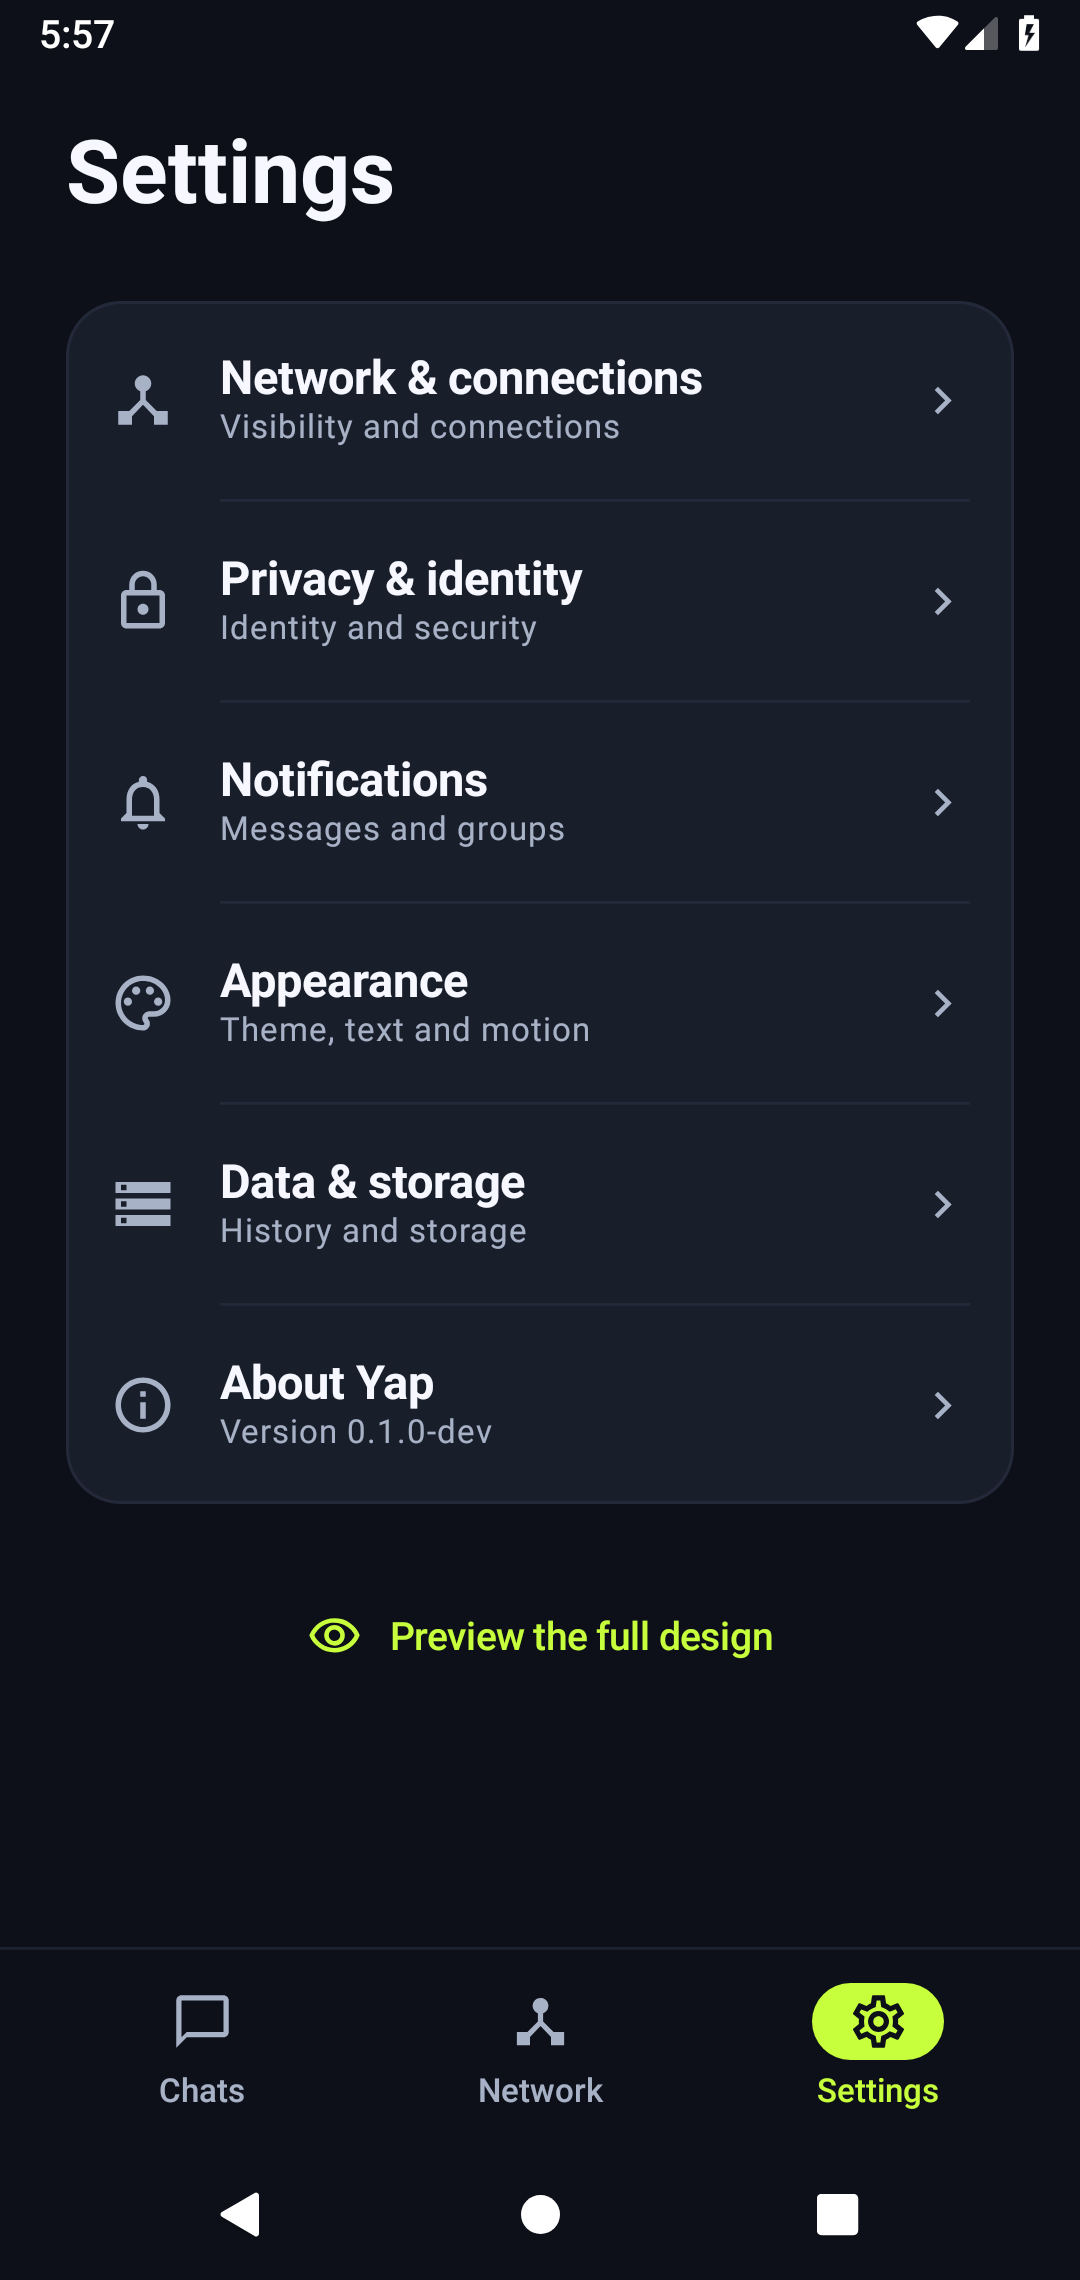 5:57
Settings
Network & connections
Visibility and connections
Privacy & identity
Identity and security
Notifications
Messages and groups
Appearance
Theme, text and motion
Data & storage
History and storage
About Yap
Version 0.1.0-dev
Preview the full design
Chats
Network
Settings